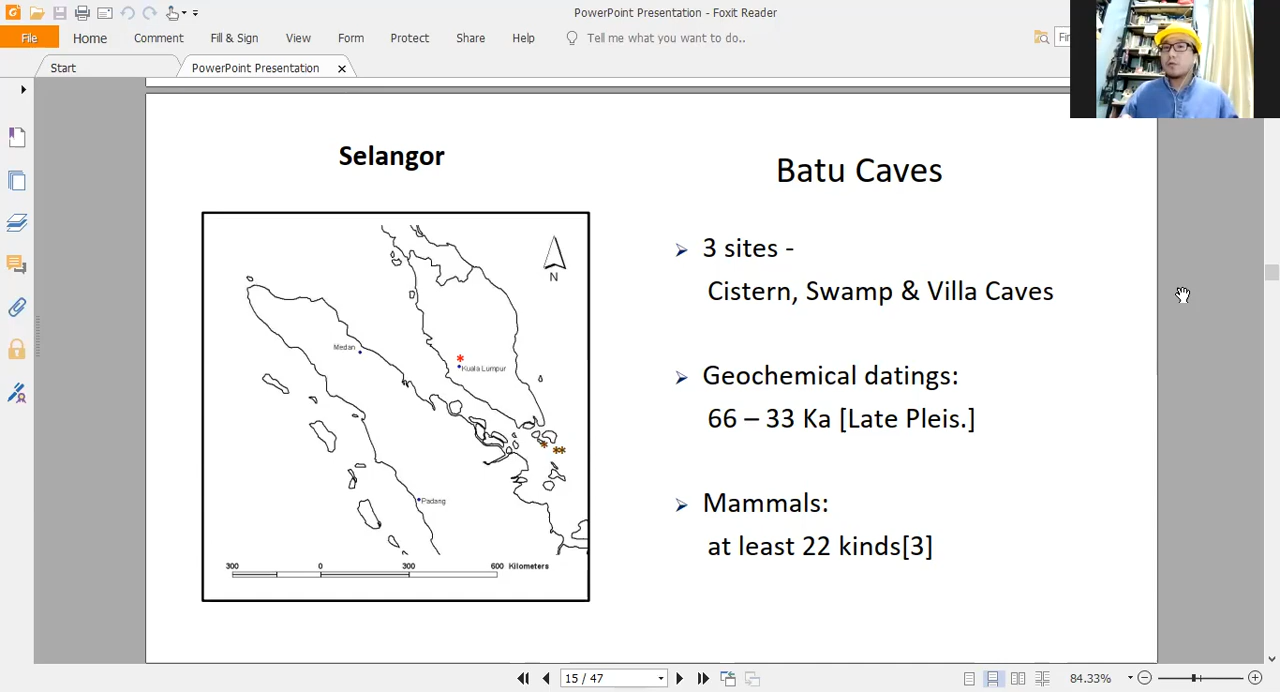 PowerPoint Presentation - Foxit Reader
File Home Comment Fill & Sign View Form Protect Share Help Tell me what you want to do..
Start PowerPoint Presentation
Selangor
Batu Caves
3 sites -
Cistern, Swamp & Villa Caves
Geochemical datings:
66 – 33 Ka [Late Pleis.]
Mammals:
at least 22 kinds[3]
N
Medan
Kuala Lumpur
Padang
300 0 300 600 Kilometers
15 / 47
84.33%